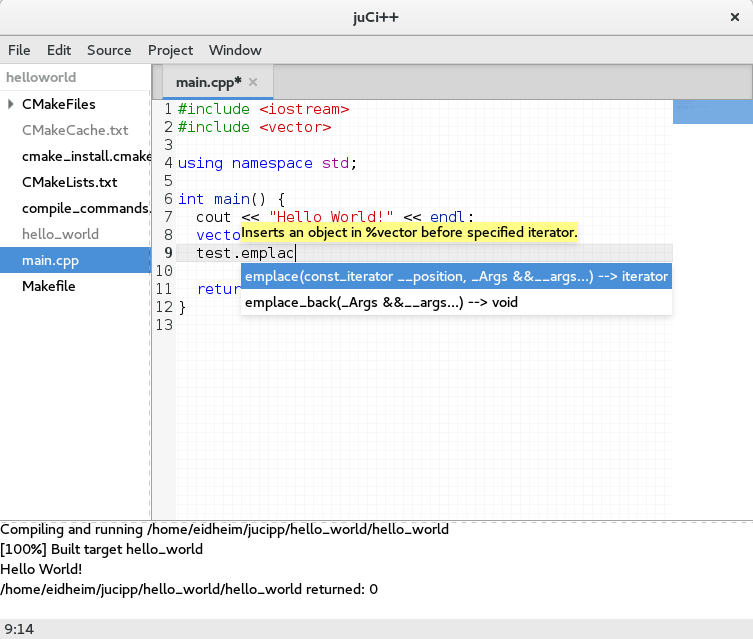 juCi++
File Edit Source Project Window
helloworld
CMakeFiles
CMakeCache.txt
cmake_install.cmake
CMakeLists.txt
compile_commands.
hello_world
main.cpp
Makefile
main.cpp*
1 #include <iostream>
2 #include <vector>
3
4 using namespace std;
5
6 int main() {
7 cout << "Hello World!" << endl;
8 vecto
Inserts an object in %vector before specified iterator.
9 test.emplac
emplace(const_iterator __position, _Args &&__args...) --> iterator
10
11 retur
emplace_back(_Args &&__args...) --> void
12 }
13
Compiling and running /home/eidheim/jucipp/hello_world/hello_world
[100%] Built target hello_world
Hello World!
/home/eidheim/jucipp/hello_world/hello_world returned: 0
9:14